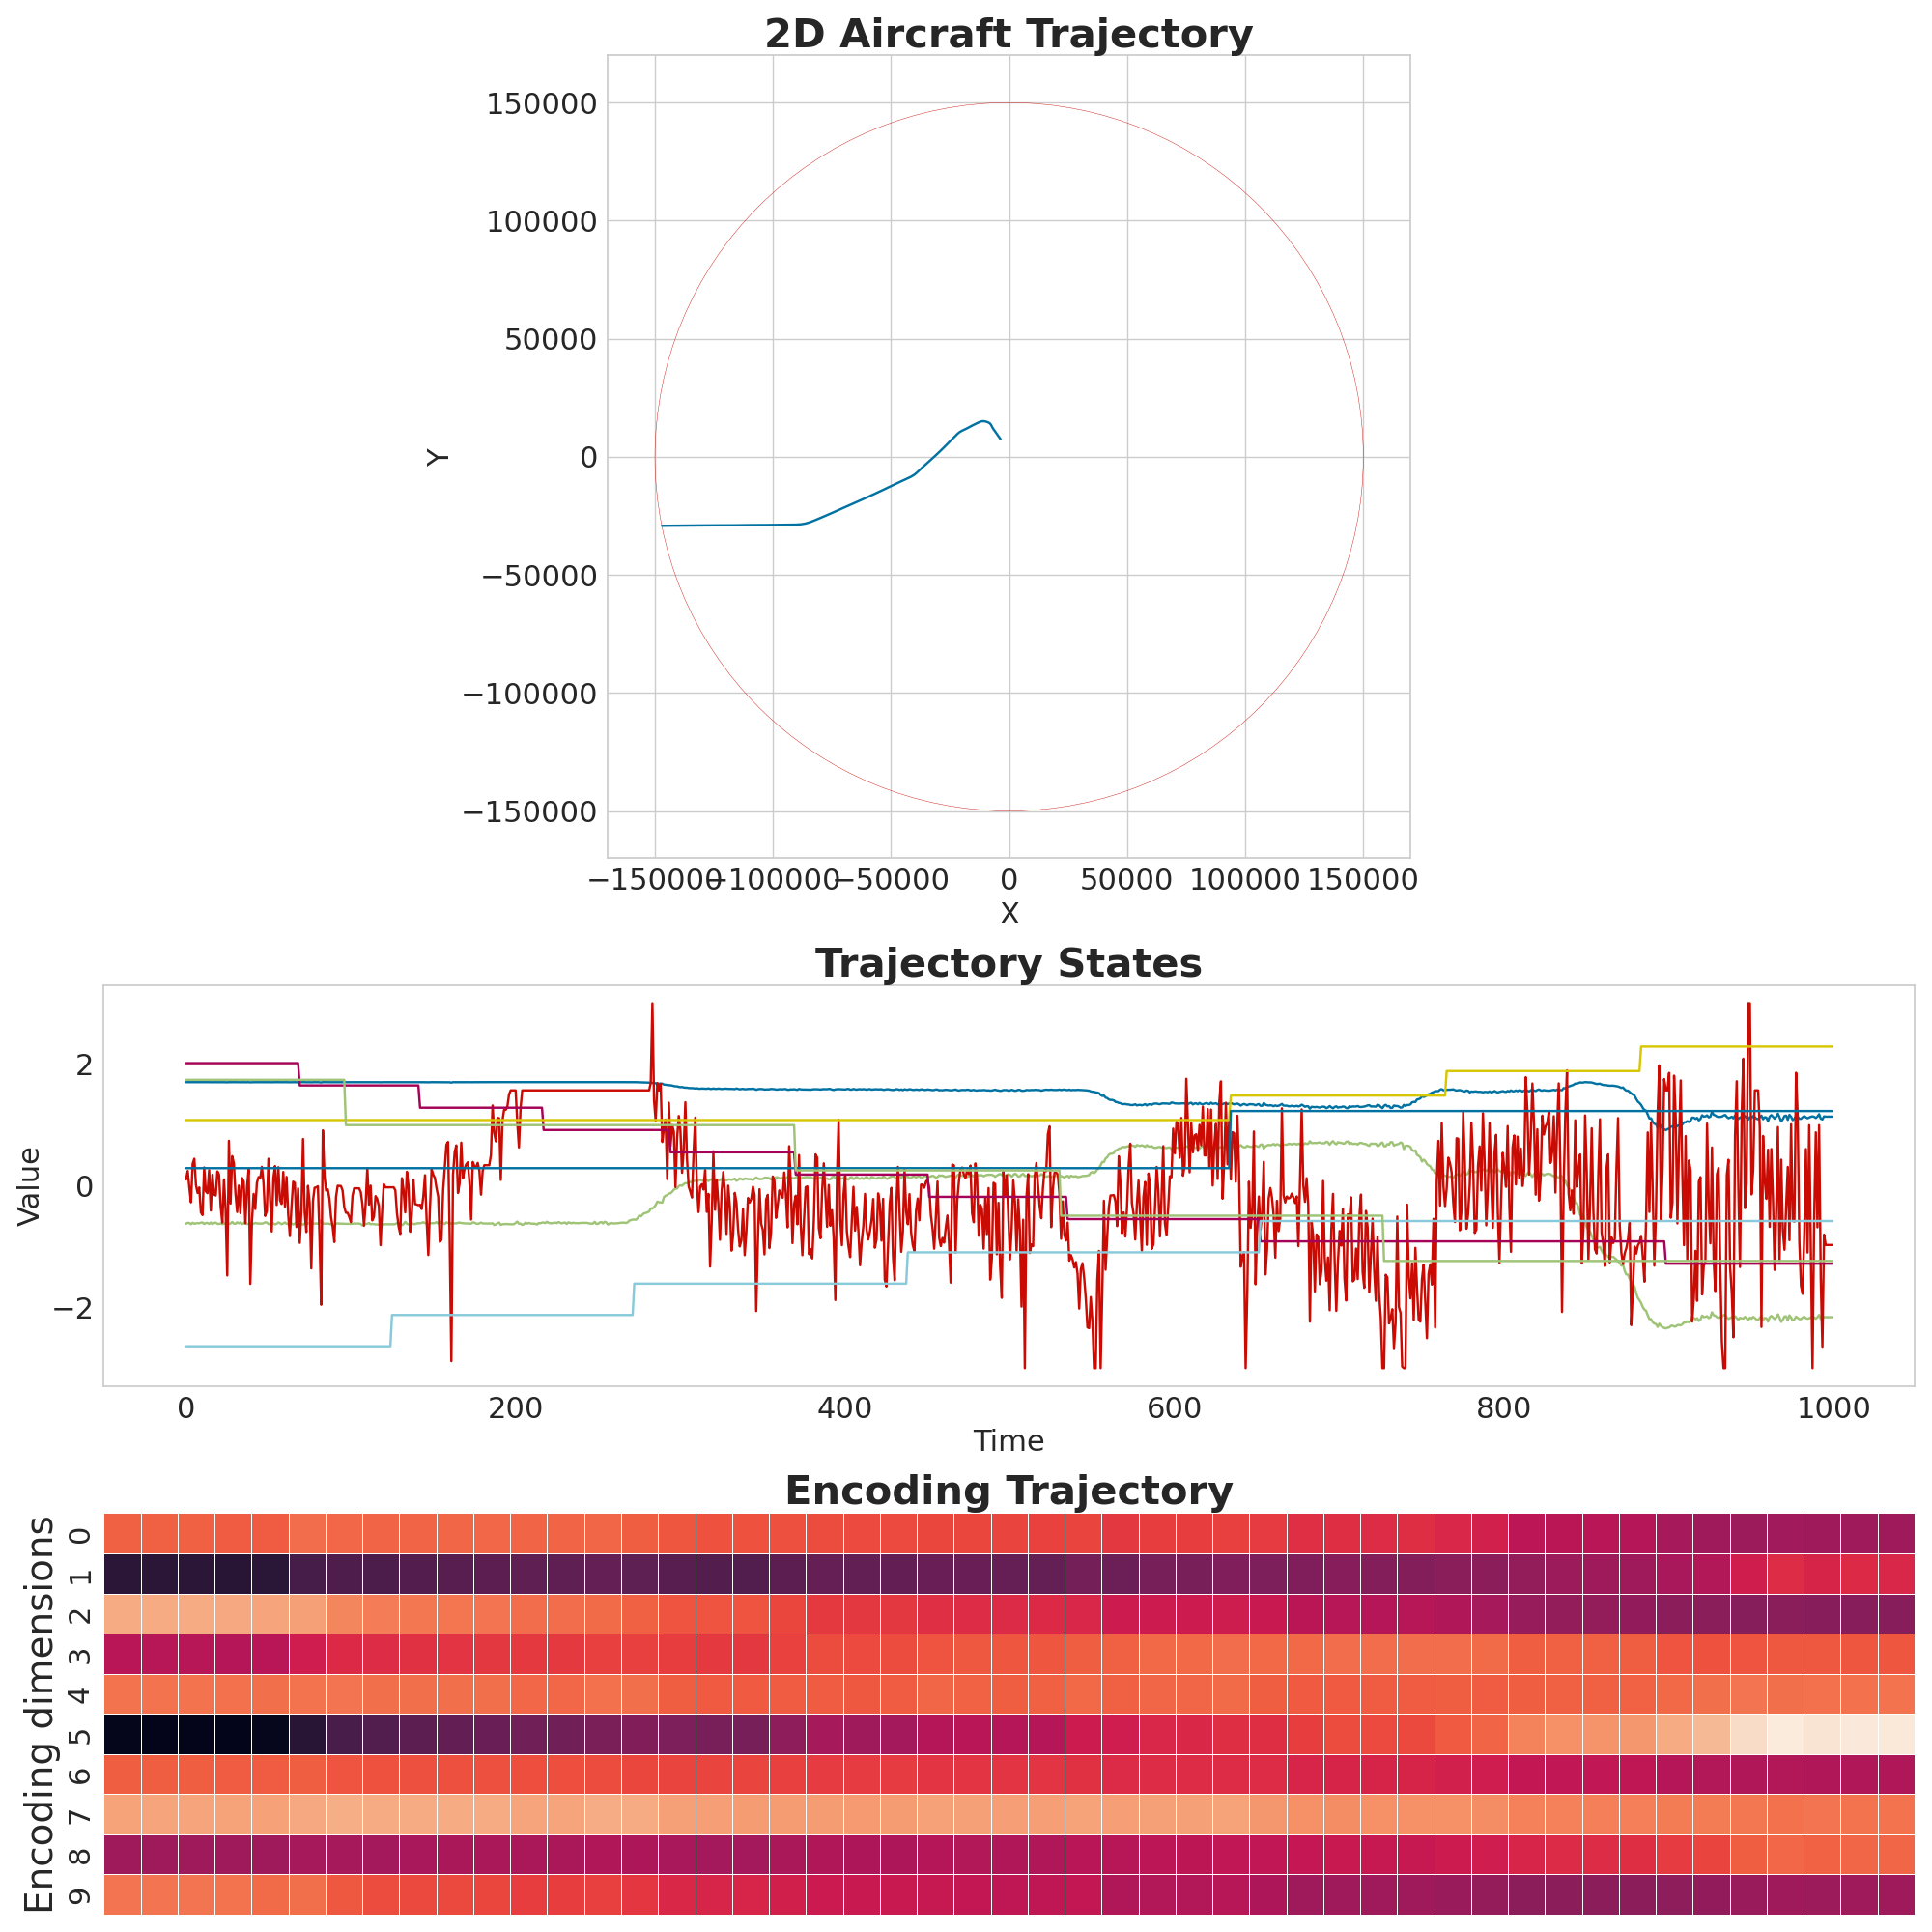 2D Aircraft Trajectory
150000
100000
50000
0
−50000
−100000
−150000
Y
−150000 −100000 −50000 0 50000 100000 150000
X
Trajectory States
2
0
−2
Value
0 200 400 600 800 1000
Time
Encoding Trajectory
Encoding dimensions
0
1
2
3
4
5
6
7
8
9